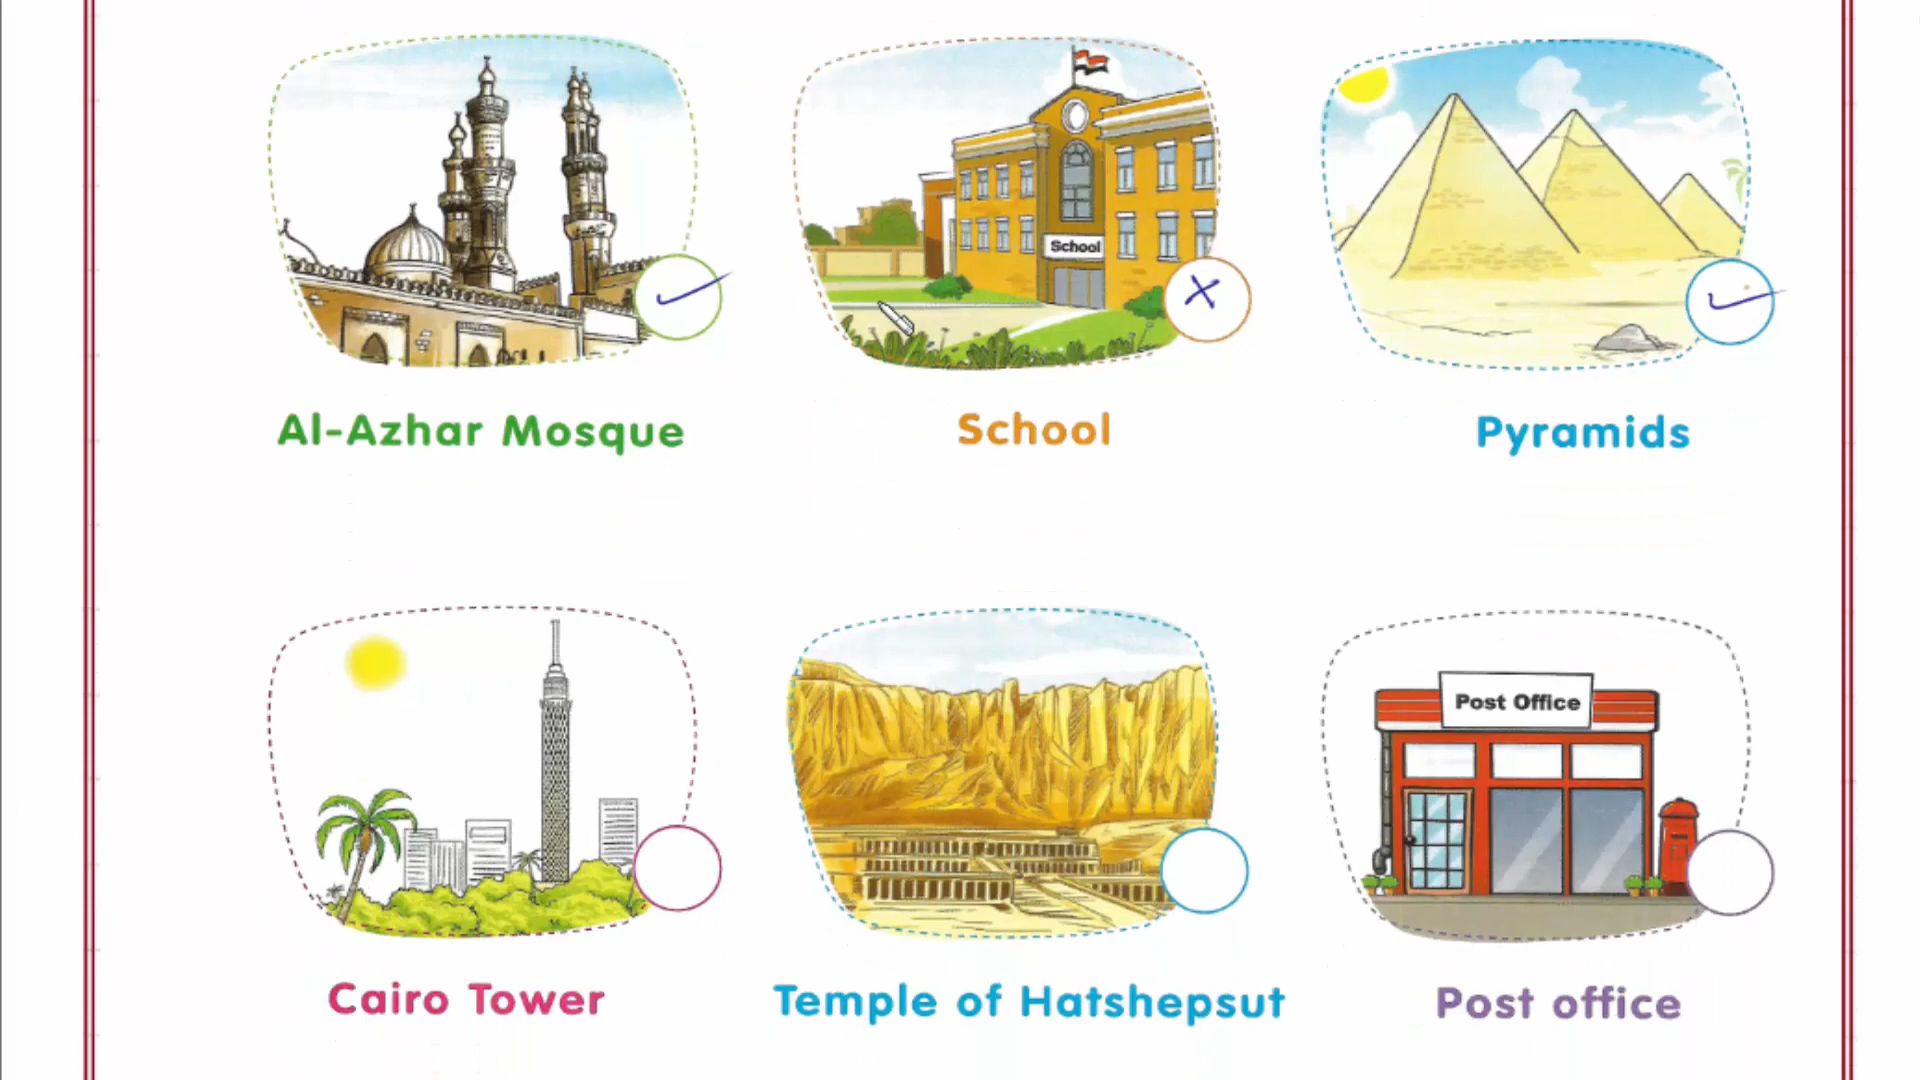 School
Al-Azhar Mosque
School
Pyramids
Post Office
Cairo Tower
Temple of Hatshepsut
Post office